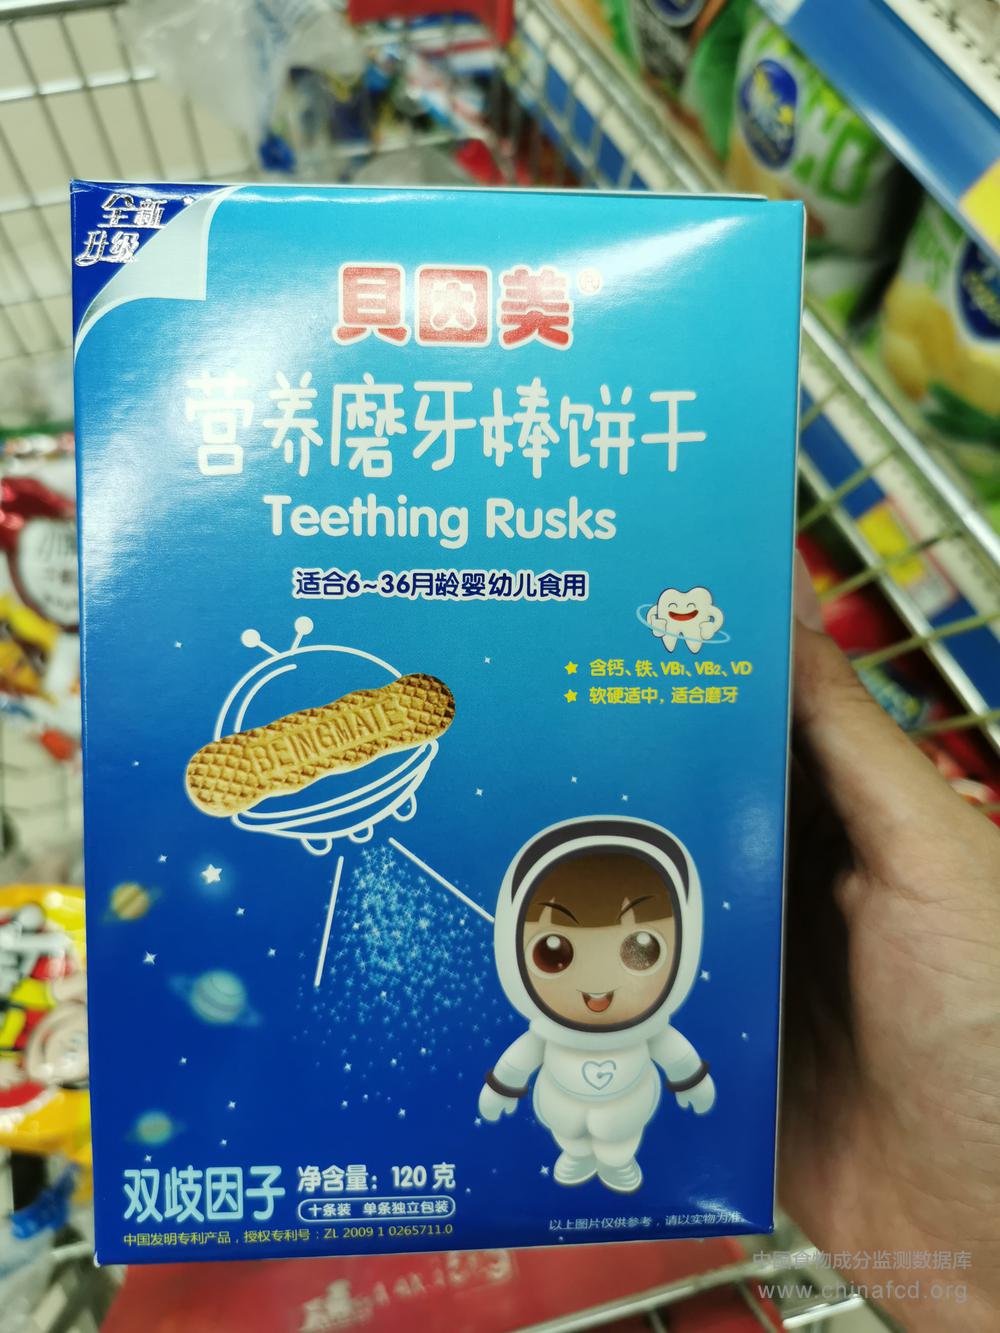 全新
升级
贝因美®
营养磨牙棒饼干
Teething Rusks
适合6~36月龄婴幼儿食用
含钙、铁、VB1、VB2、VD
软硬适中，适合磨牙
BEINGMATE
双歧因子
净含量：120克
十条装 单条独立包装
中国发明专利产品，授权专利号：ZL 2009 1 0265711.0
以上图片仅供参考，请以实物为准
中国食物成分监测数据库
www.chinafcd.org